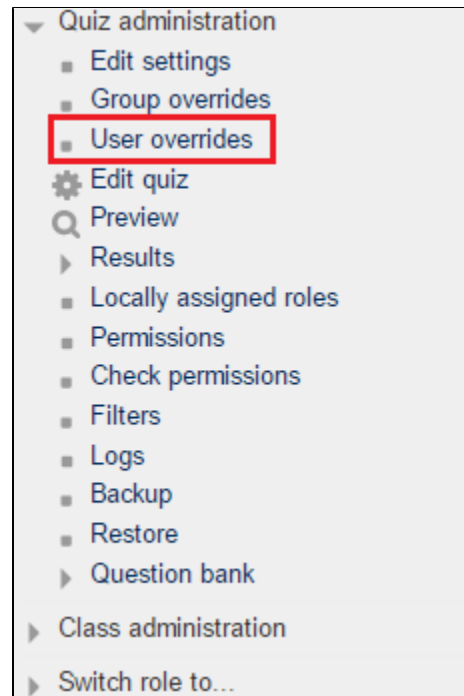 Quiz administration
Edit settings
Group overrides
User overrides
Edit quiz
Preview
Results
Locally assigned roles
Permissions
Check permissions
Filters
Logs
Backup
Restore
Question bank
Class administration
Switch role to...